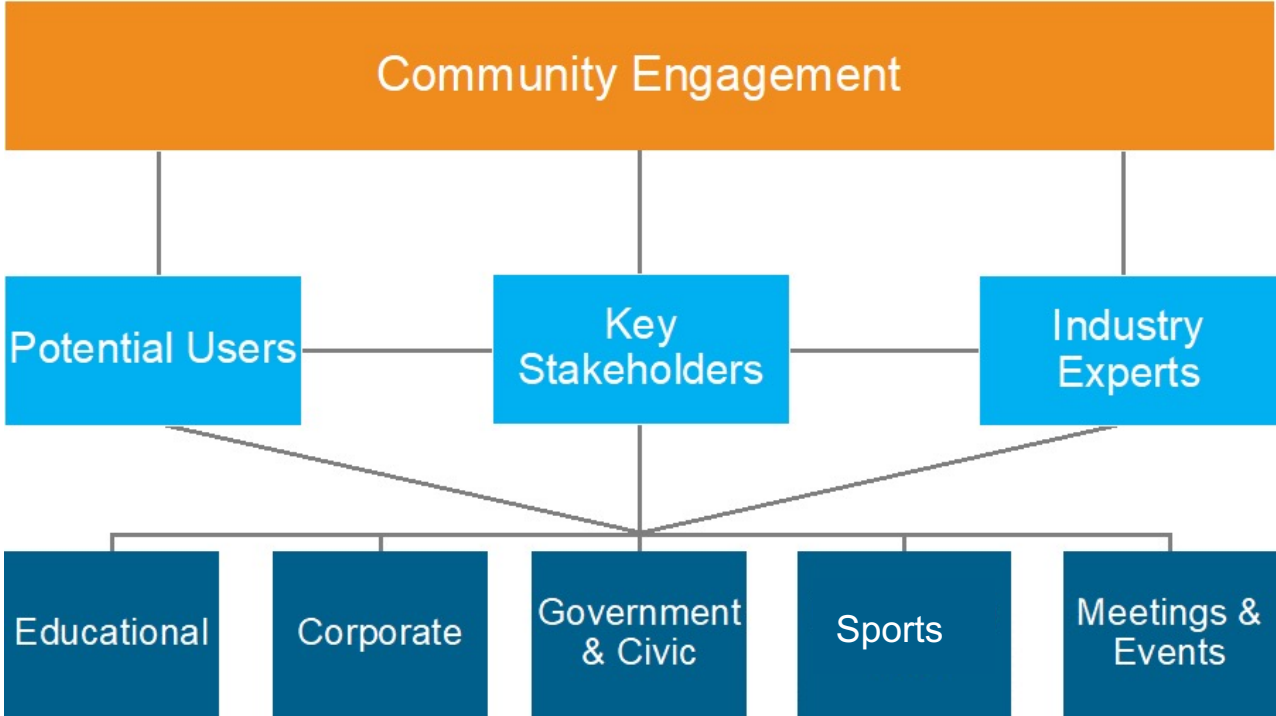 Community Engagement
Potential Users
Key
Stakeholders
Industry
Experts
Educational
Corporate
Government
& Civic
Sports
Meetings &
Events